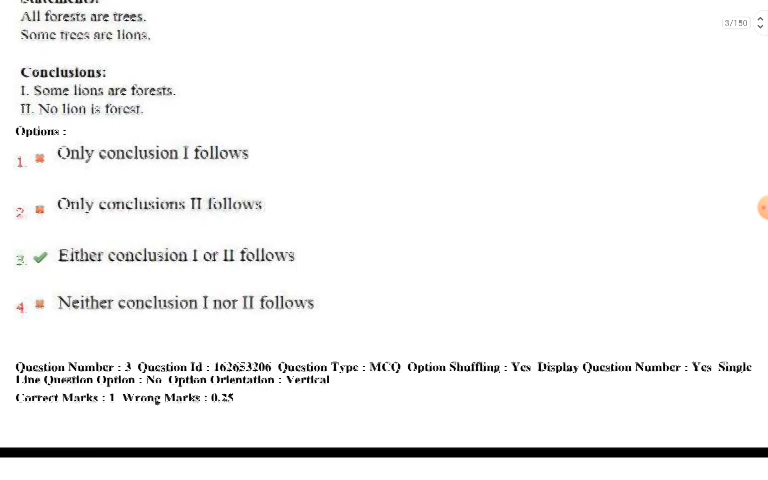 Statements:
All forests are trees.
Some trees are lions.
3/150
Conclusions:
I. Some lions are forests.
II. No lion is forest.
Options :
1. Only conclusion I follows
2. Only conclusions II follows
3. Either conclusion I or II follows
4. Neither conclusion I nor II follows
Question Number : 3 Question Id : 162653206 Question Type : MCQ Option Shuffling : Yes Display Question Number : Yes Single
Line Question Option : No Option Orientation : Vertical
Correct Marks : 1 Wrong Marks : 0.25